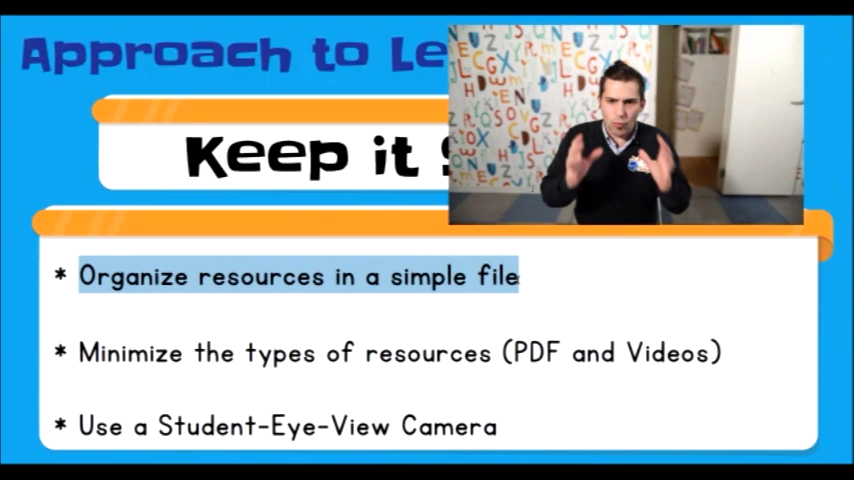 Approach to Le
Keep it
* Organize resources in a simple file
* Minimize the types of resources (PDF and Videos)
* Use a Student-Eye-View Camera